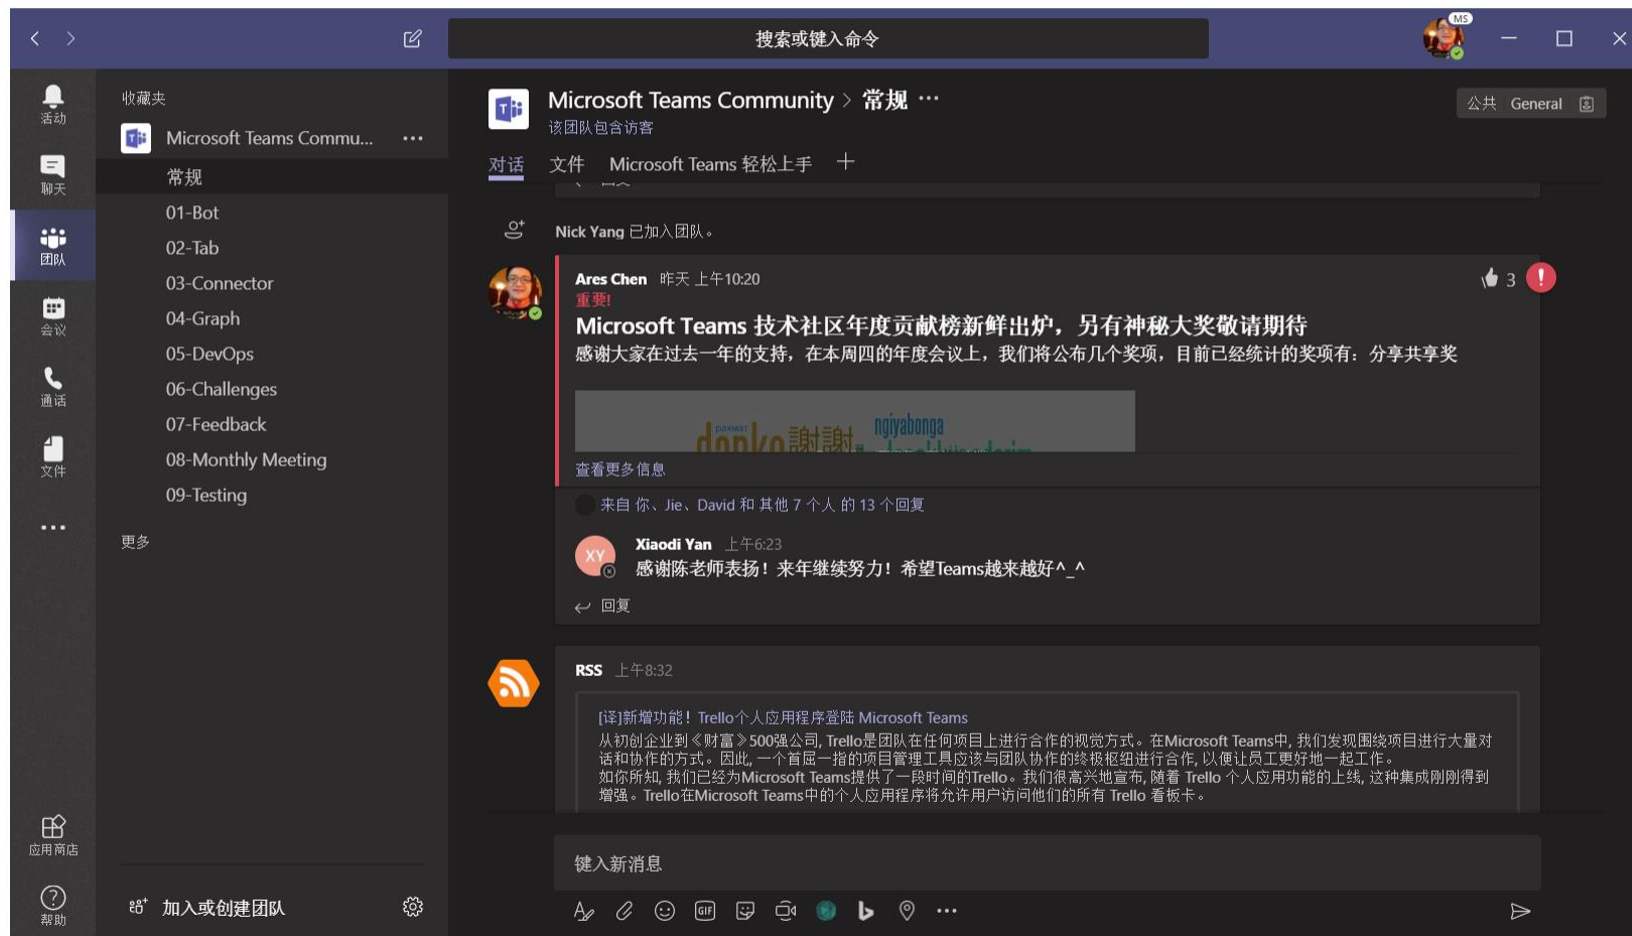 搜索或键入命令
MS
活动
聊天
团队
会议
通话
文件
应用商店
帮助
收藏夹
Microsoft Teams Commu...
常规
01-Bot
02-Tab
03-Connector
04-Graph
05-DevOps
06-Challenges
07-Feedback
08-Monthly Meeting
09-Testing
更多
加入或创建团队
Microsoft Teams Community > 常规 ···
该团队包含访客
公共 General
对话 文件 Microsoft Teams 轻松上手
Nick Yang 已加入团队。
Ares Chen 昨天 上午10:20
3
重要!
Microsoft Teams 技术社区年度贡献榜新鲜出炉，另有神秘大奖敬请期待
感谢大家在过去一年的支持，在本周四的年度会议上，我们将公布几个奖项，目前已经统计的奖项有：分享共享奖
ngiyabonga
danke 謝謝
查看更多信息
来自 你、Jie、David 和 其他 7 个人 的 13 个回复
XY
Xiaodi Yan 上午6:23
感谢陈老师表扬！来年继续努力！希望Teams越来越好^_^
回复
RSS 上午8:32
[译]新增功能！Trello个人应用程序登陆 Microsoft Teams
从初创企业到《财富》500强公司, Trello是团队在任何项目上进行合作的视觉方式。在Microsoft Teams中, 我们发现围绕项目进行大量对
话和协作的方式。因此, 一个首屈一指的项目管理工具应该与团队协作的终极枢纽进行合作, 以便让员工更好地一起工作。
如你所知, 我们已经为Microsoft Teams提供了一段时间的Trello。我们很高兴地宣布, 随着 Trello 个人应用功能的上线, 这种集成刚刚得到
增强。Trello在Microsoft Teams中的个人应用程序将允许用户访问他们的所有 Trello 看板卡。
键入新消息
GIF